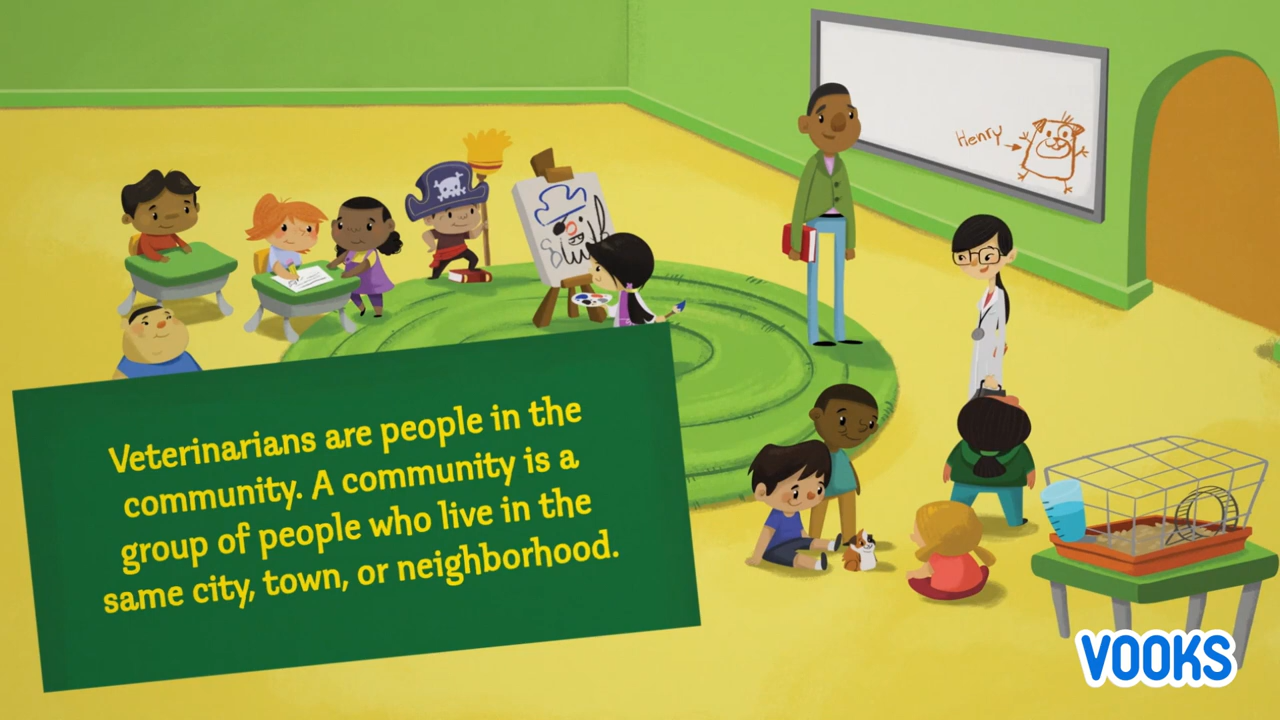 Henry
Veterinarians are people in the
community. A community is a
group of people who live in the
same city, town, or neighborhood.
VOOKS